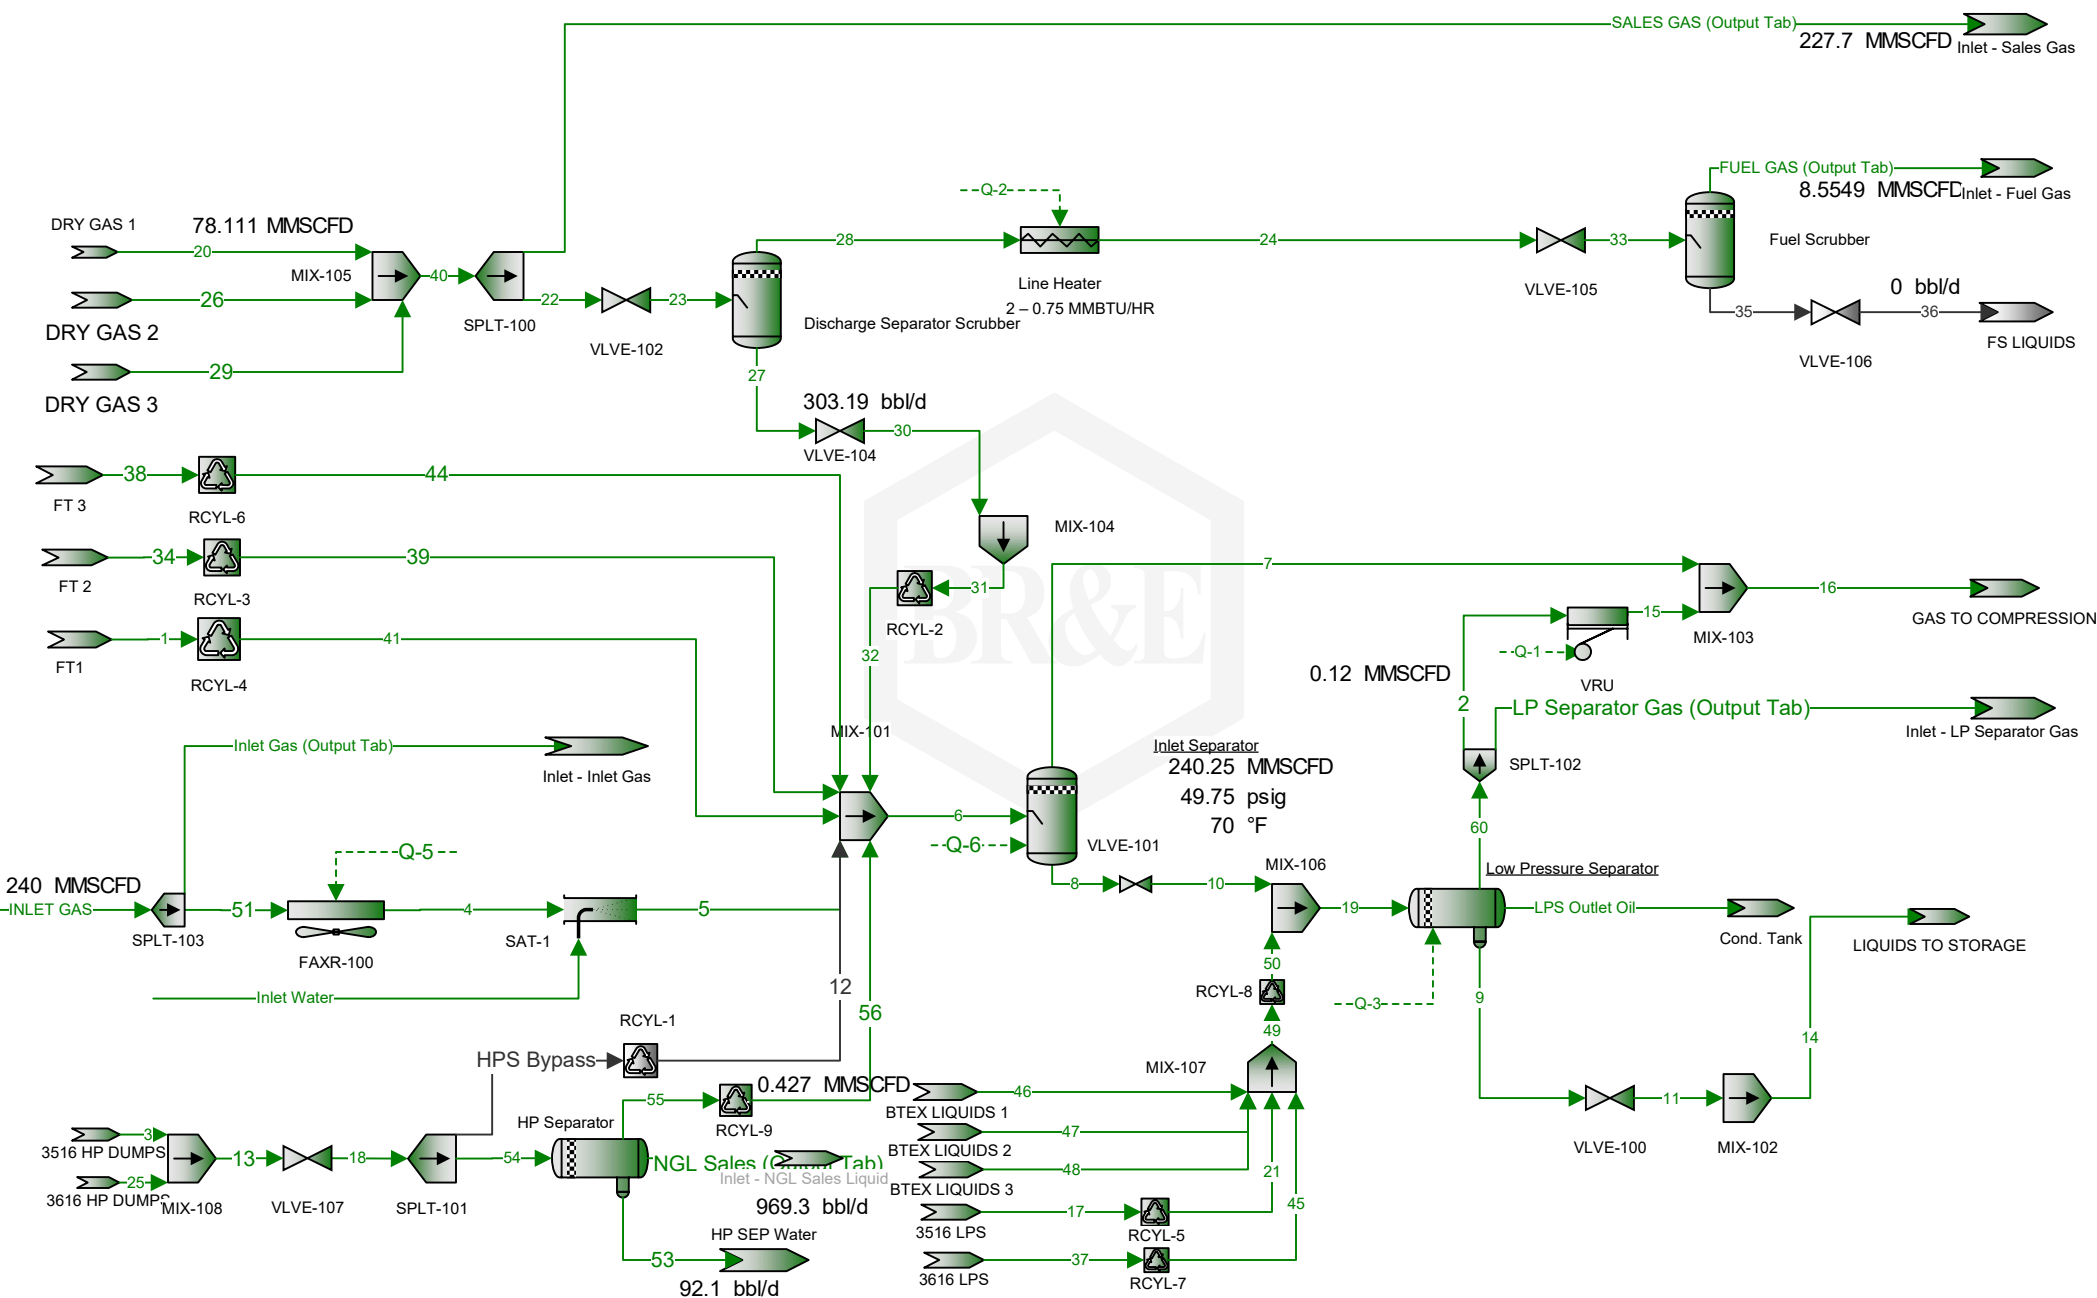 SALES GAS (Output Tab)
227.7 MMSCFD
Inlet - Sales Gas
FUEL GAS (Output Tab)
8.5549 MMSCFD
Inlet - Fuel Gas
Q-2
DRY GAS 1
78.111 MMSCFD
20
MIX-105
40
28
24
33
Fuel Scrubber
26
22
23
Line Heater
2 – 0.75 MMBTU/HR
VLVE-105
0 bbl/d
DRY GAS 2
SPLT-100
Discharge Separator Scrubber
35
36
VLVE-102
FS LIQUIDS
VLVE-106
29
27
DRY GAS 3
303.19 bbl/d
30
VLVE-104
38
44
FT 3
RCYL-6
MIX-104
34
39
7
FT 2
RCYL-3
31
16
BR&E
15
GAS TO COMPRESSION
1
41
RCYL-2
MIX-103
FT1
32
Q-1
RCYL-4
0.12 MMSCFD
VRU
2
LP Separator Gas (Output Tab)
MIX-101
Inlet - LP Separator Gas
Inlet Gas (Output Tab)
Inlet Separator
Inlet - Inlet Gas
240.25 MMSCFD
SPLT-102
49.75 psig
6
70 °F
60
Q-5
Q-6
VLVE-101
MIX-106
Low Pressure Separator
240 MMSCFD
8
10
INLET GAS
51
4
5
19
LPS Outlet Oil
SPLT-103
SAT-1
Cond. Tank
LIQUIDS TO STORAGE
FAXR-100
50
12
RCYL-8
9
Inlet Water
Q-3
56
RCYL-1
49
14
HPS Bypass
MIX-107
0.427 MMSCFD
46
55
BTEX LIQUIDS 1
11
HP Separator
RCYL-9
47
3
3516 HP DUMPS
BTEX LIQUIDS 2
VLVE-100
MIX-102
13
18
54
NGL Sales (Output Tab)
48
21
Inlet - NGL Sales Liquid
BTEX LIQUIDS 3
25
3616 HP DUMPS
MIX-108
VLVE-107
SPLT-101
969.3 bbl/d
17
45
HP SEP Water
3516 LPS
RCYL-5
53
37
3616 LPS
RCYL-7
92.1 bbl/d